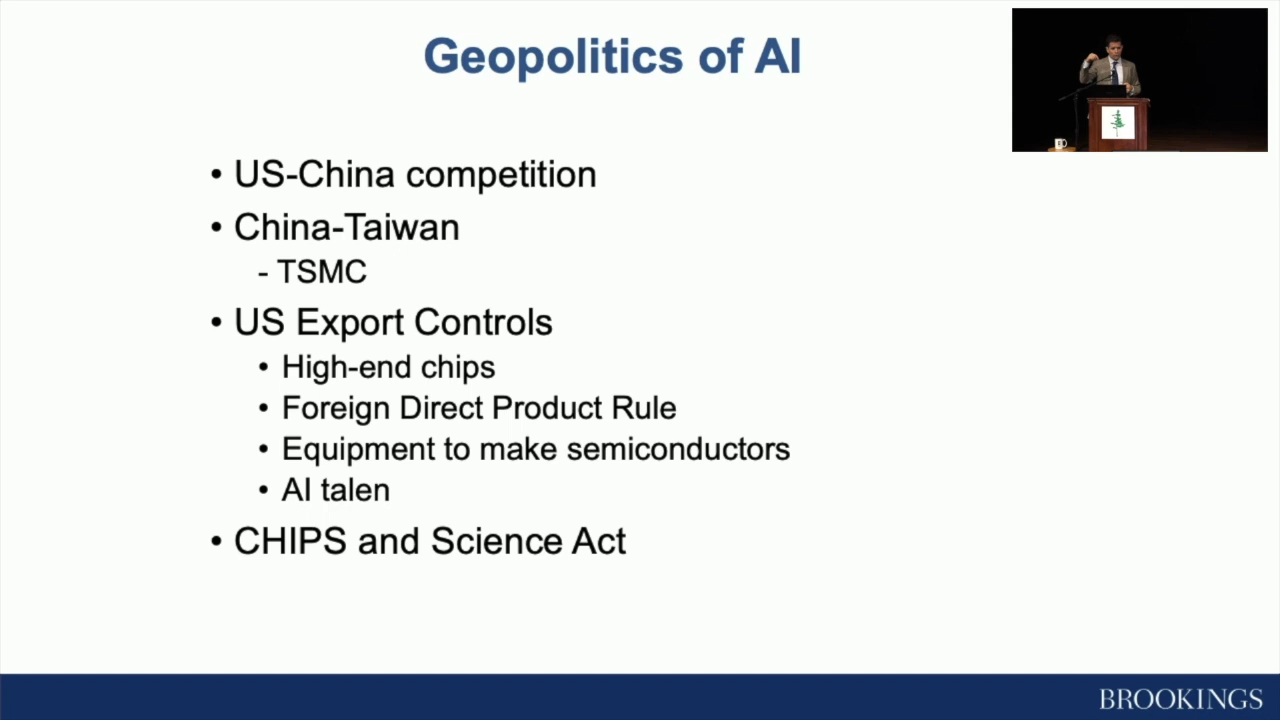 Geopolitics of AI
• US-China competition
• China-Taiwan
- TSMC
• US Export Controls
• High-end chips
• Foreign Direct Product Rule
• Equipment to make semiconductors
• AI talen
• CHIPS and Science Act
BROOKINGS